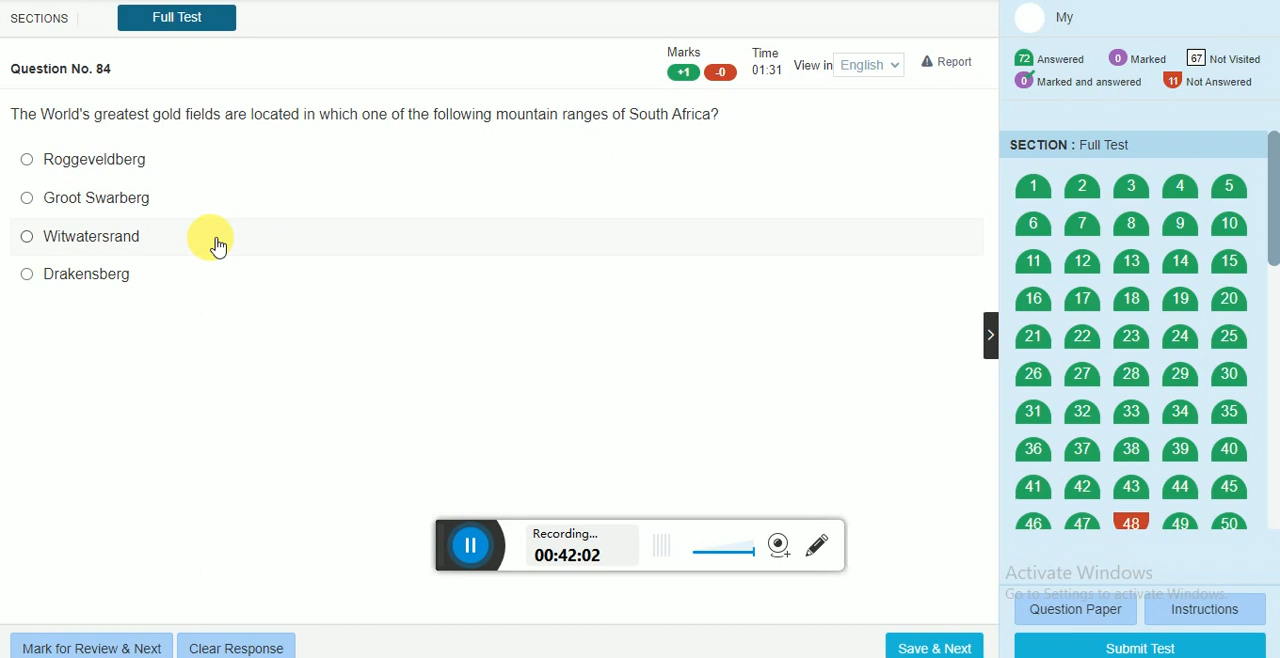 SECTIONS
Full Test
My
Question No. 84
Marks
+1
-0
Time
01:31
View in
English
Report
72 Answered
0 Marked
67 Not Visited
0 Marked and answered
11 Not Answered
The World's greatest gold fields are located in which one of the following mountain ranges of South Africa?
Roggeveldberg
Groot Swarberg
Witwatersrand
Drakensberg
SECTION : Full Test
1 2 3 4 5
6 7 8 9 10
11 12 13 14 15
16 17 18 19 20
21 22 23 24 25
26 27 28 29 30
31 32 33 34 35
36 37 38 39 40
41 42 43 44 45
46 47 48 49 50
Recording...
00:42:02
Activate Windows
Go to Settings to activate Windows.
Question Paper
Instructions
Mark for Review & Next
Clear Response
Save & Next
Submit Test